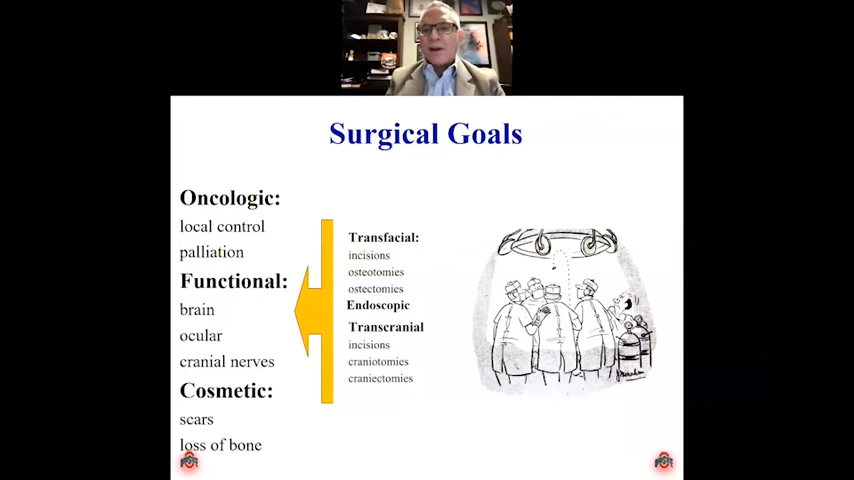 Surgical Goals
Oncologic:
local control
palliation
Functional:
brain
ocular
cranial nerves
Cosmetic:
scars
loss of bone
Transfacial:
incisions
osteotomies
ostectomies
Endoscopic
Transcranial
incisions
craniotomies
craniectomies